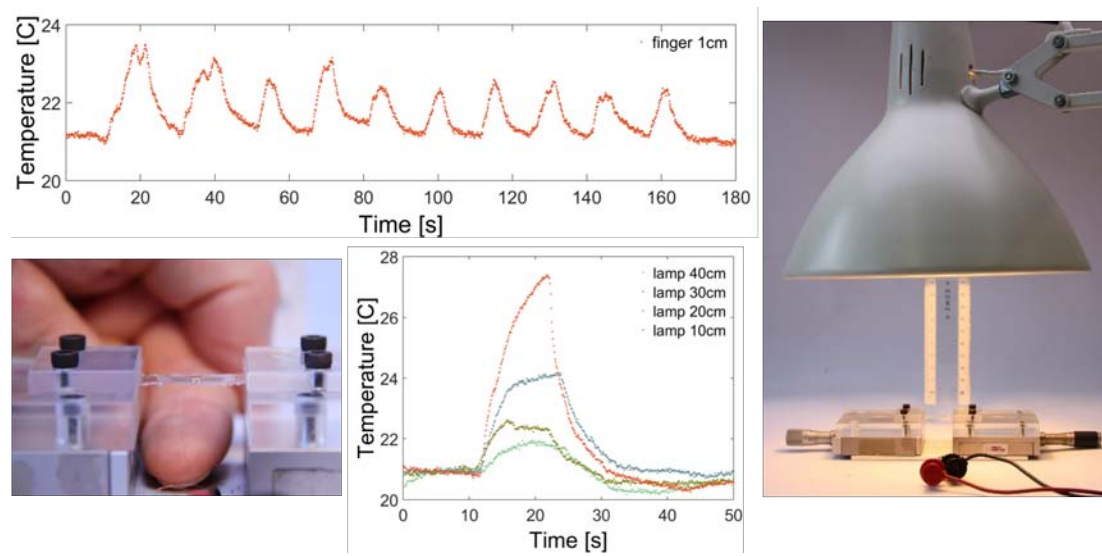 Temperature [C]
24
22
20
finger 1cm
0 20 40 60 80 100 120 140 160 180
Time [s]
Temperature [C]
28
26
24
22
20
lamp 40cm
lamp 30cm
lamp 20cm
lamp 10cm
0 10 20 30 40 50
Time [s]